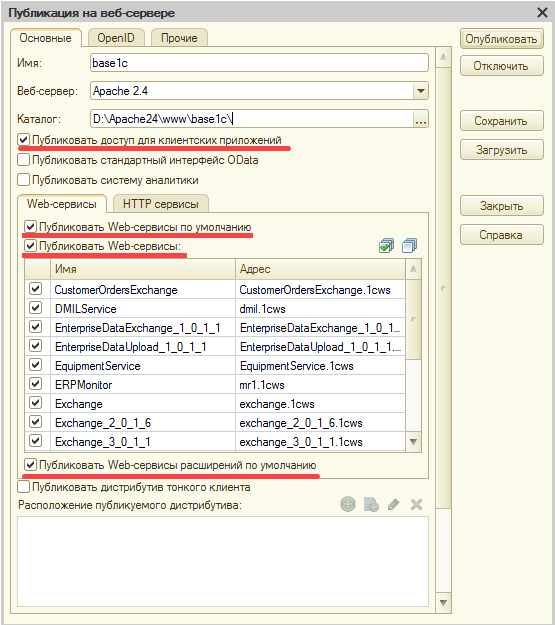 Публикация на веб-сервере
Основные OpenID Прочие
Опубликовать
Имя: base1c
Отключить
Веб-сервер: Apache 2.4
Каталог: D:\Apache24\www\base1c\ ...
Сохранить
Публиковать доступ для клиентских приложений
Загрузить
Публиковать стандартный интерфейс OData
Публиковать систему аналитики
Web-сервисы HTTP сервисы
Закрыть
Публиковать Web-сервисы по умолчанию
Справка
Публиковать Web-сервисы:
Имя Адрес
CustomerOrdersExchange CustomerOrdersExchange.1cws
DMILService dmil.1cws
EnterpriseDataExchange_1_0_1_1 EnterpriseDataExchange_1_0_1...
EnterpriseDataUpload_1_0_1_1 EnterpriseDataUpload_1_0_1_1....
EquipmentService EquipmentService.1cws
ERPMonitor mr1.1cws
Exchange exchange.1cws
Exchange_2_0_1_6 exchange_2_0_1_6.1cws
Exchange_3_0_1_1 exchange_3_0_1_1.1cws
Публиковать Web-сервисы расширений по умолчанию
Публиковать дистрибутив тонкого клиента
Расположение публикуемого дистрибутива: